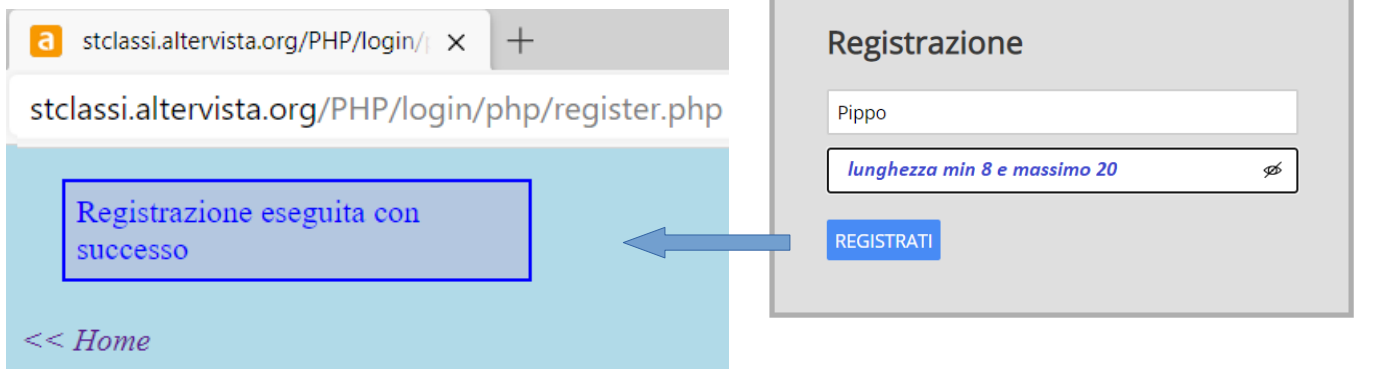 stclassi.altervista.org/PHP/login/
stclassi.altervista.org/PHP/login/php/register.php
Registrazione eseguita con
successo
<< Home
Registrazione
Pippo
lunghezza min 8 e massimo 20
REGISTRATI